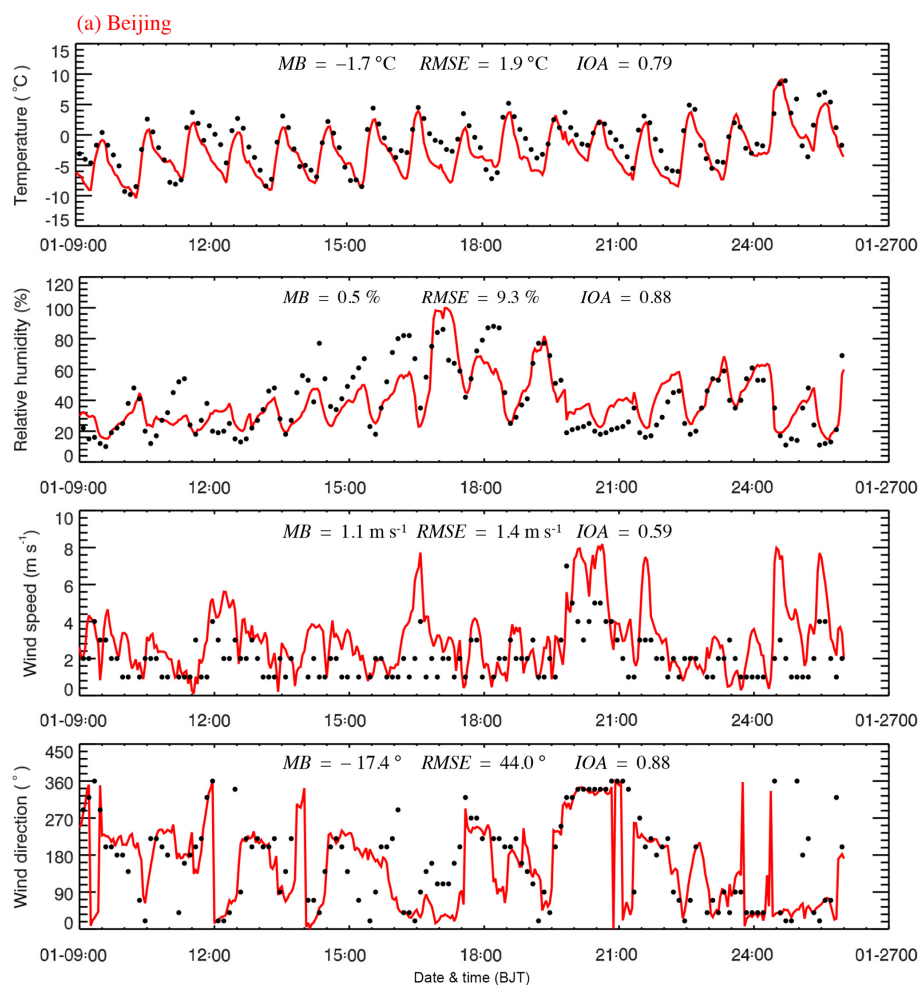 (a) Beijing
Temperature ( °C)
15
10
5
0
-5
-10
-15
MB = −1.7 °C RMSE = 1.9 °C IOA = 0.79
01-09:00 12:00 15:00 18:00 21:00 24:00 01-2700
Relative humidity (%)
120
100
80
60
40
20
0
MB = 0.5 % RMSE = 9.3 % IOA = 0.88
01-09:00 12:00 15:00 18:00 21:00 24:00 01-2700
Wind speed (m s⁻¹)
10
8
6
4
2
0
MB = 1.1 m s⁻¹ RMSE = 1.4 m s⁻¹ IOA = 0.59
01-09:00 12:00 15:00 18:00 21:00 24:00 01-2700
Wind direction ( °)
450
360
270
180
90
0
MB = − 17.4 ° RMSE = 44.0 ° IOA = 0.88
01-09:00 12:00 15:00 18:00 21:00 24:00 01-2700
Date & time (BJT)